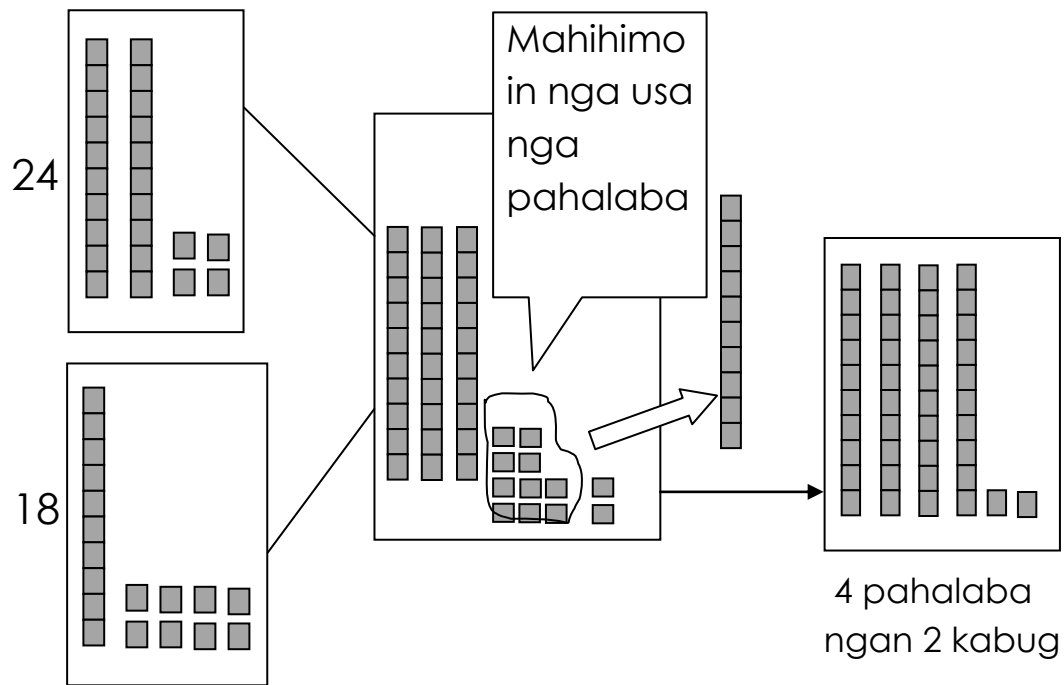 24
18
Mahihimo
in nga usa
nga
pahalaba
4 pahalaba
ngan 2 kabug